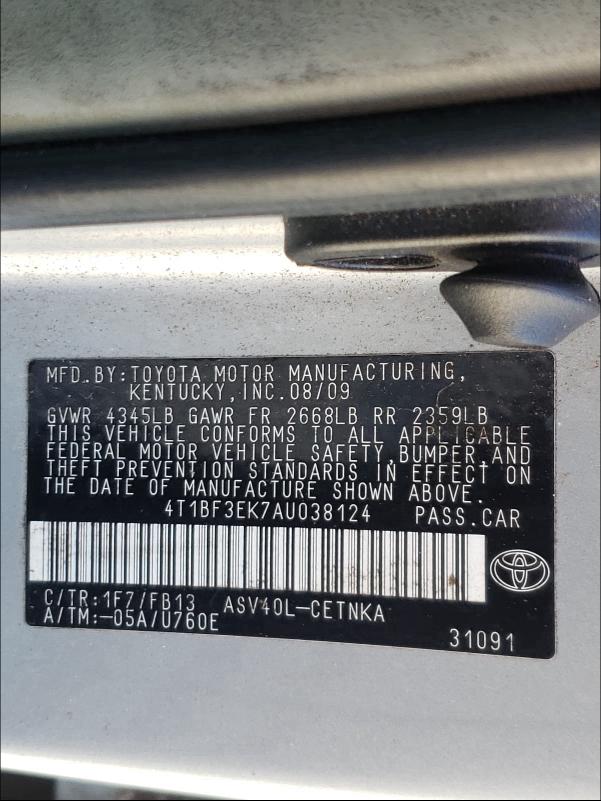 MFD. BY: TOYOTA MOTOR MANUFACTURING,
KENTUCKY, INC. 08/09
GVWR 4345LB GAWR FR 2668LB RR 2359LB
THIS VEHICLE CONFORMS TO ALL APPLICABLE
FEDERAL MOTOR VEHICLE SAFETY, BUMPER, AND
THEFT PREVENTION STANDARDS IN EFFECT ON
THE DATE OF MANUFACTURE SHOWN ABOVE.
4T1BF3EK7AU038124 PASS.CAR
C/TR: 1F7/FB13 ASV40L-CETNKA
A/TM: -05A/U760E
31091